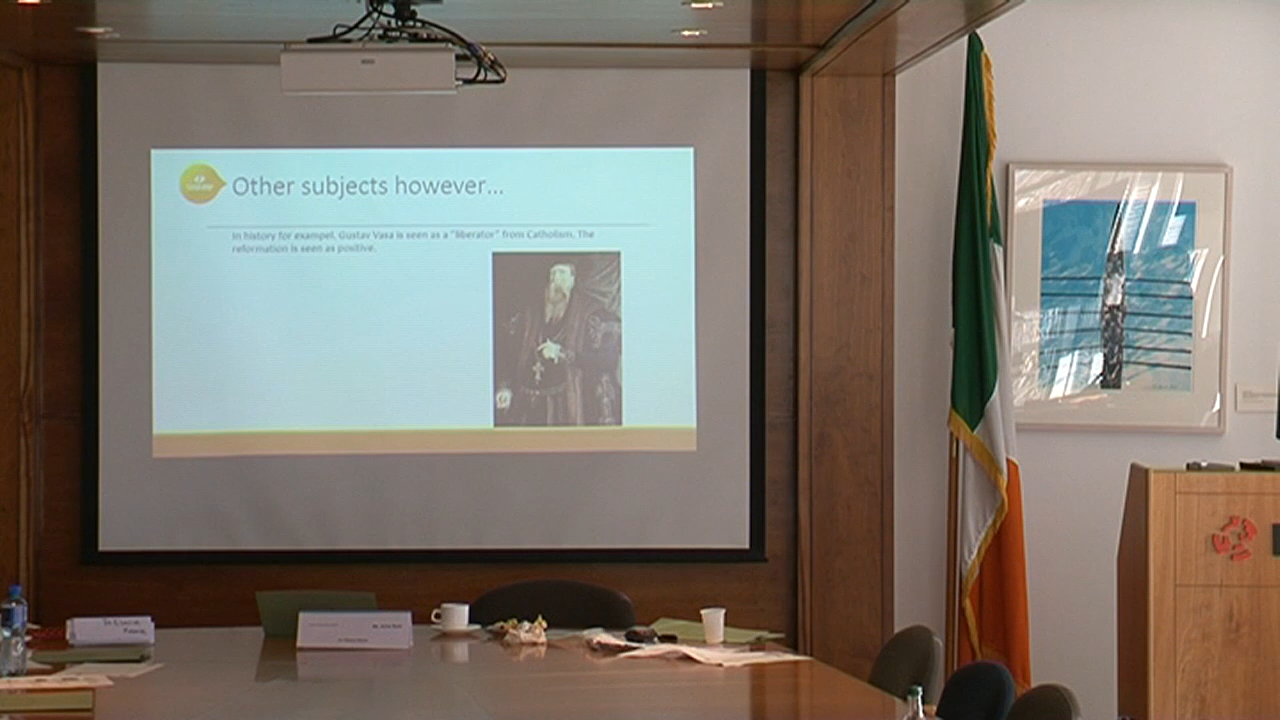 Other subjects however...
In history for exampel, Gustav Vasa is seen as a "liberator" from Catholism. The
reformation is seen as positive.